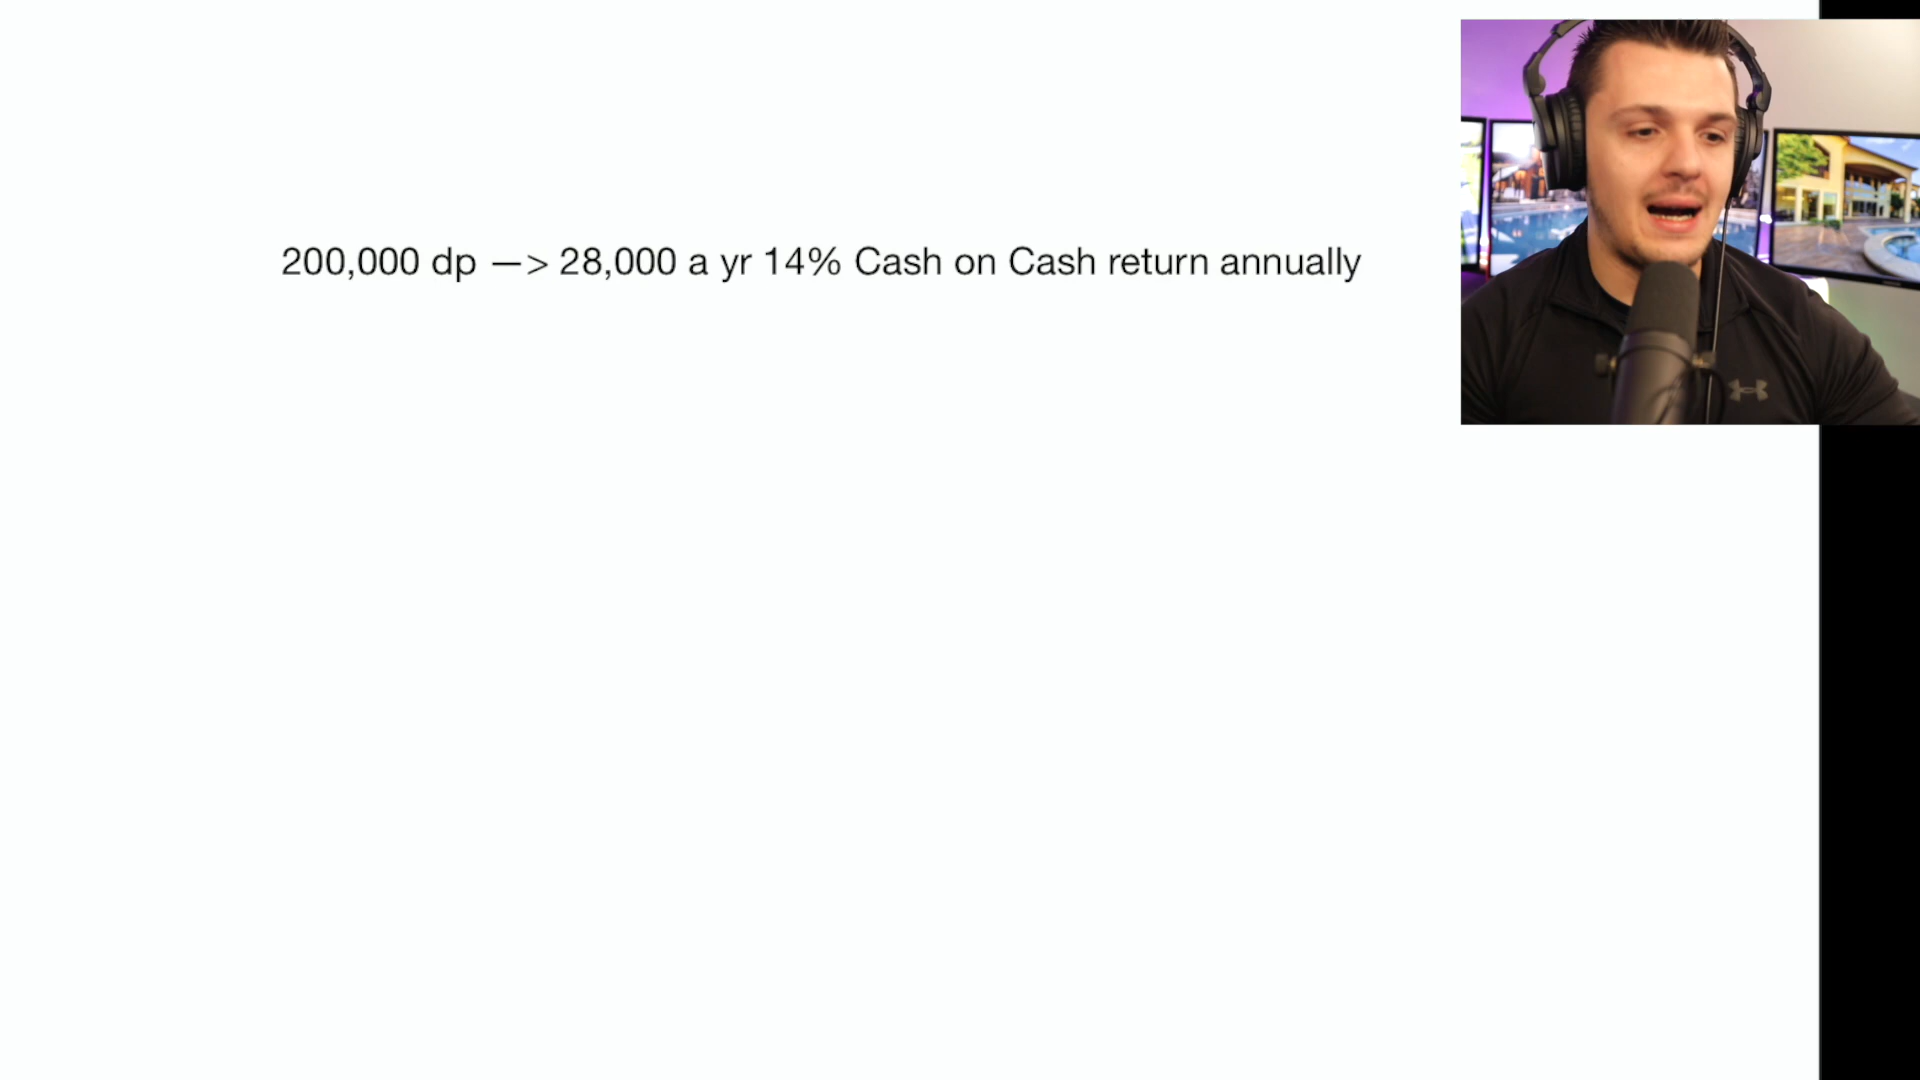 200,000 dp —> 28,000 a yr 14% Cash on Cash return annually